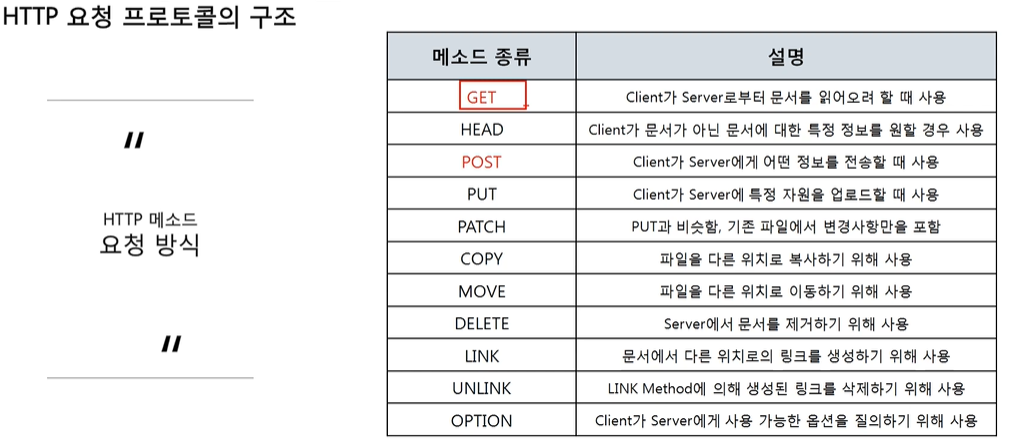 HTTP 요청 프로토콜의 구조
"
HTTP 메소드
요청 방식
"
메소드 종류 설명
GET Client가 Server로부터 문서를 읽어오려 할 때 사용
HEAD Client가 문서가 아닌 문서에 대한 특정 정보를 원할 경우 사용
POST Client가 Server에게 어떤 정보를 전송할 때 사용
PUT Client가 Server에 특정 자원을 업로드할 때 사용
PATCH PUT과 비슷함, 기존 파일에서 변경사항만을 포함
COPY 파일을 다른 위치로 복사하기 위해 사용
MOVE 파일을 다른 위치로 이동하기 위해 사용
DELETE Server에서 문서를 제거하기 위해 사용
LINK 문서에서 다른 위치로의 링크를 생성하기 위해 사용
UNLINK LINK Method에 의해 생성된 링크를 삭제하기 위해 사용
OPTION Client가 Server에게 사용 가능한 옵션을 질의하기 위해 사용